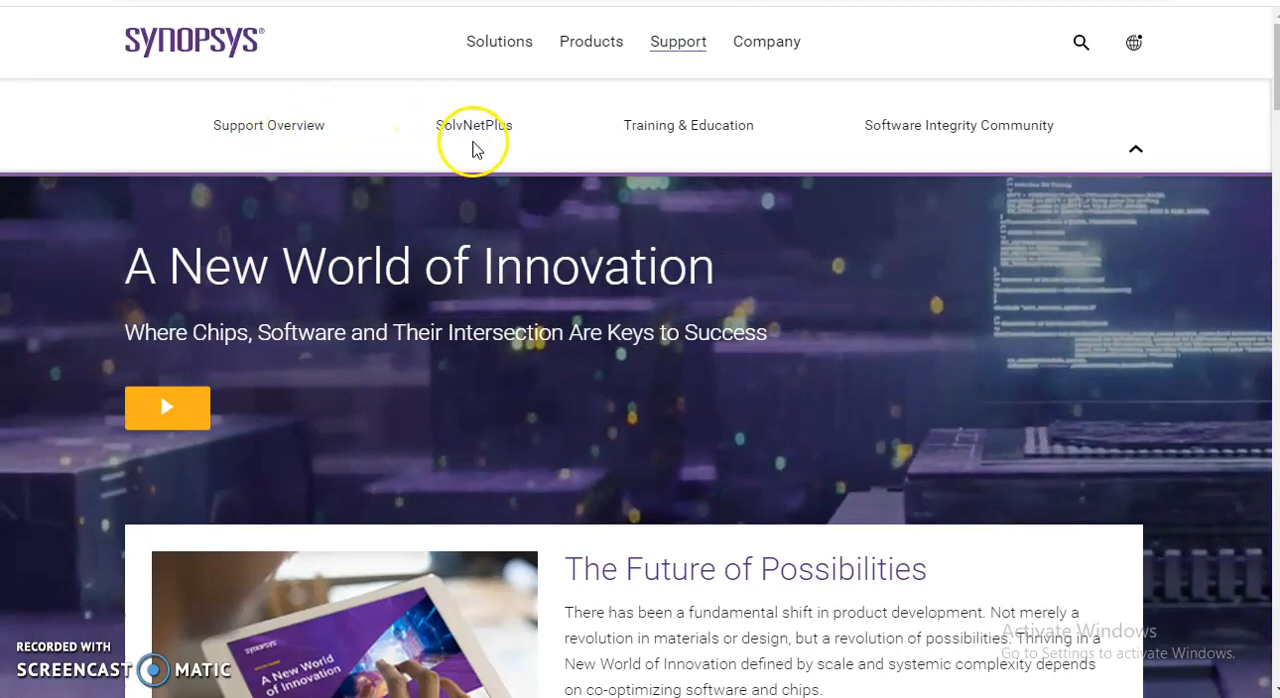 SYNOPSYS®
Solutions Products Support Company
Support Overview SolvNetPlus Training & Education Software Integrity Community
A New World of Innovation
Where Chips, Software and Their Intersection Are Keys to Success
The Future of Possibilities
There has been a fundamental shift in product development. Not merely a
revolution in materials or design, but a revolution of possibilities. Thriving in a
New World of Innovation defined by scale and systemic complexity depends
on co-optimizing software and chips.
SYNOPSYS
A New World
of Innovation
Activate Windows
Go to Settings to activate Windows.
RECORDED WITH
SCREENCAST MATIC